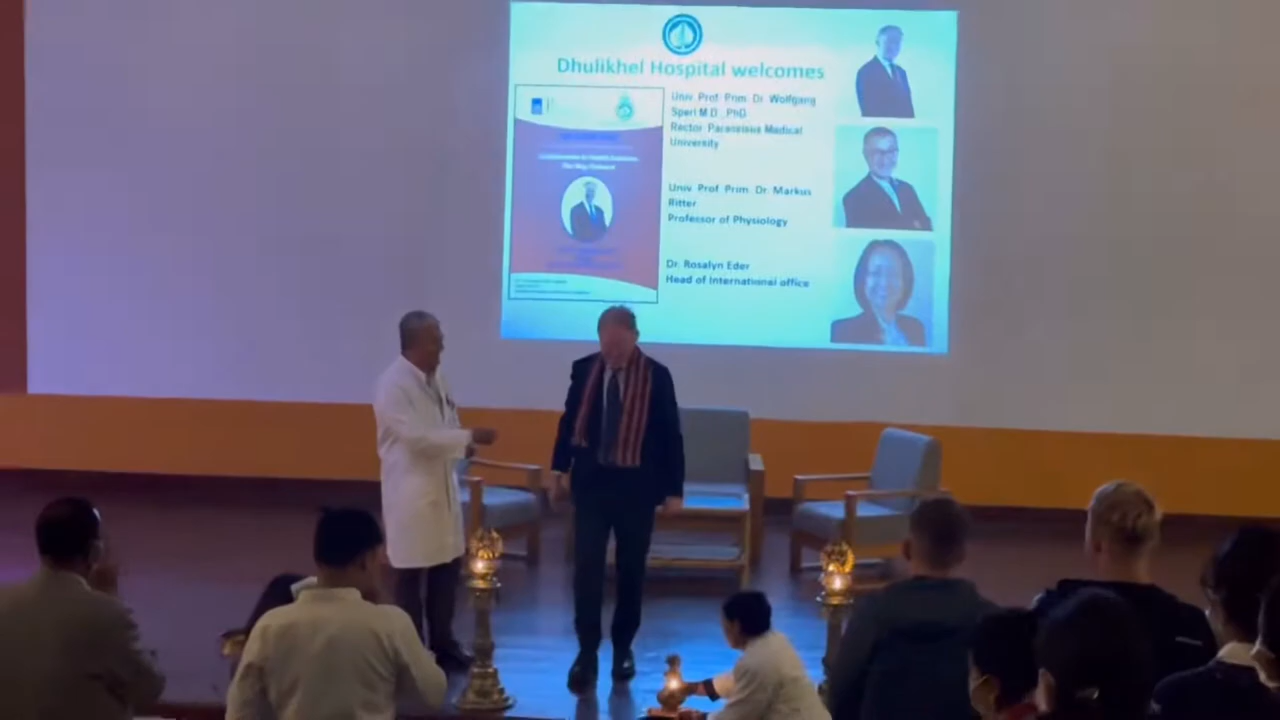 Dhulikhel Hospital welcomes
Univ Prof Prim Dr Wolfgang
Sperl M.D., PhD
Rector Paracelsus Medical
University
Univ Prof Prim Dr Markus
Ritter
Professor of Physiology
Dr. Rosalyn Eder
Head of International office